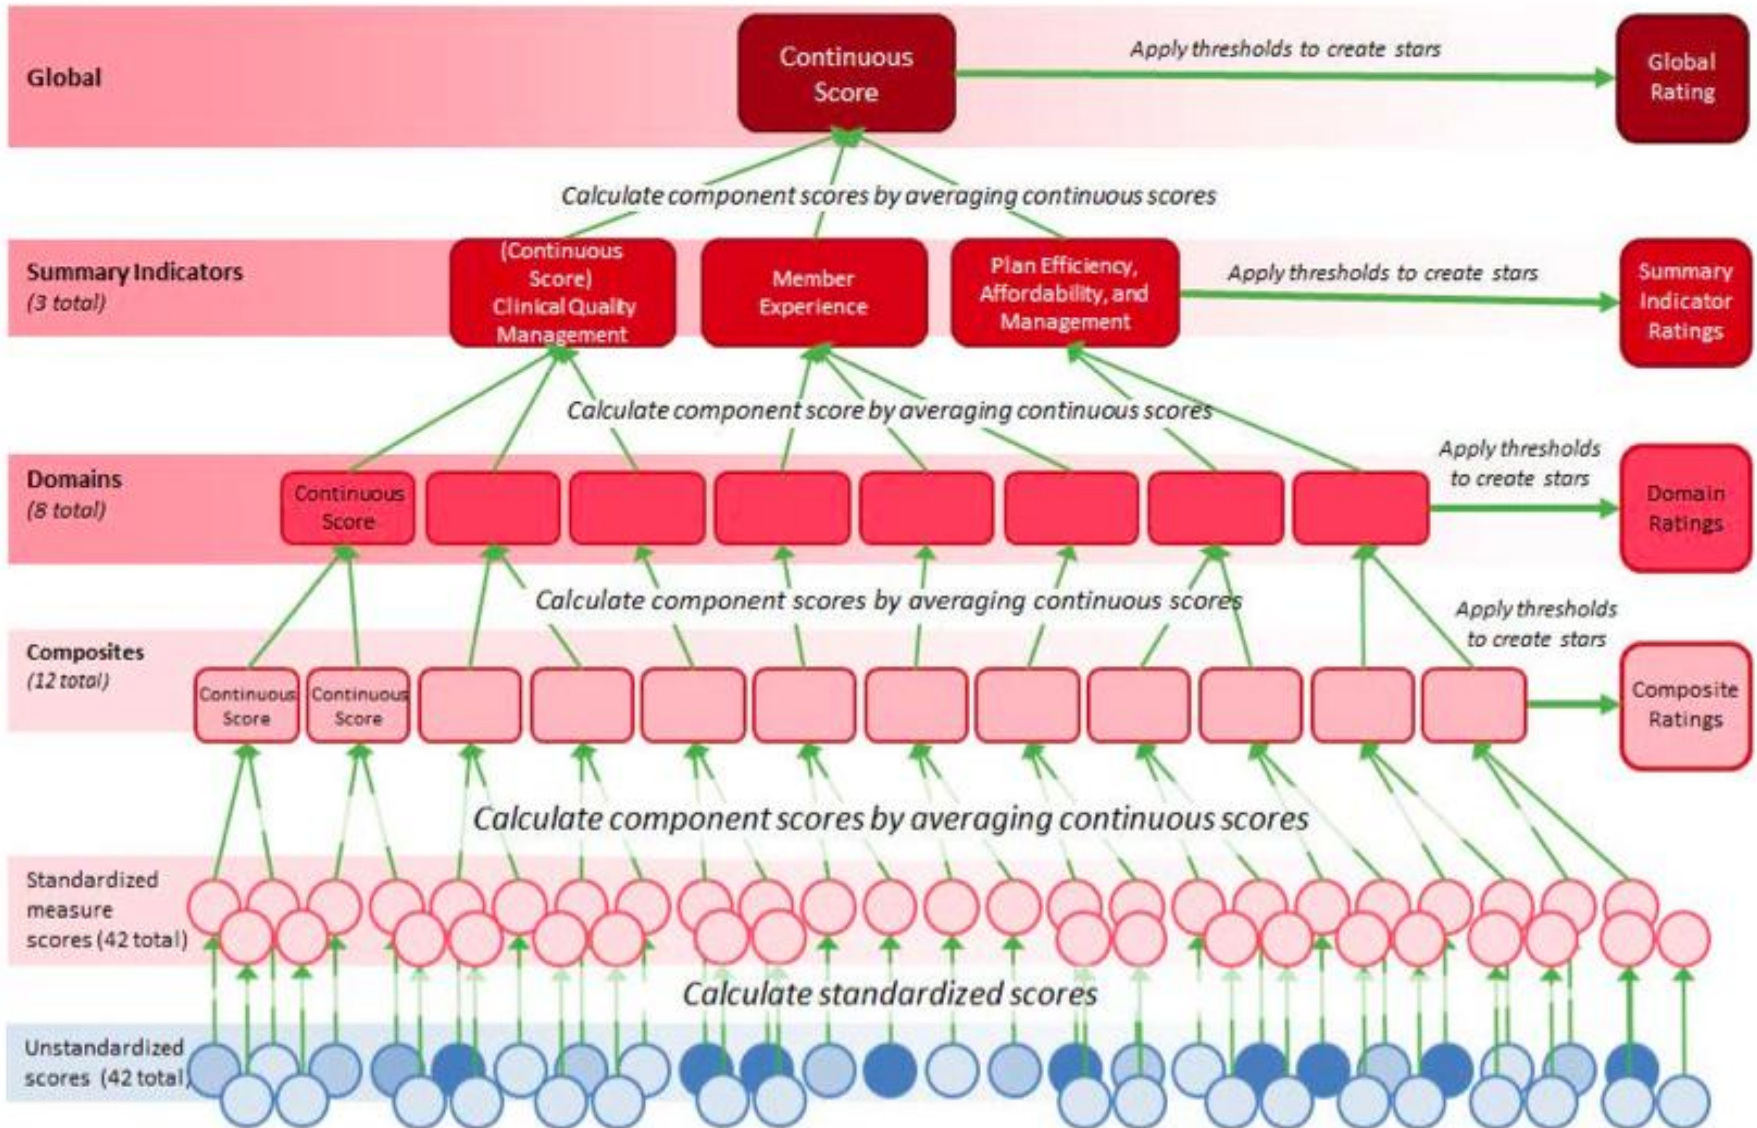 Global
Continuous
Score
Apply thresholds to create stars
Global
Rating
Calculate component scores by averaging continuous scores
Summary Indicators
(3 total)
(Continuous
Score)
Clinical Quality
Management
Member
Experience
Plan Efficiency,
Affordability, and
Management
Apply thresholds to create stars
Summary
Indicator
Ratings
Calculate component score by averaging continuous scores
Domains
(8 total)
Continuous
Score
Apply thresholds
to create stars
Domain
Ratings
Calculate component scores by averaging continuous scores
Composites
(12 total)
Continuous
Score
Continuous
Score
Apply thresholds
to create stars
Composite
Ratings
Calculate component scores by averaging continuous scores
Standardized
measure
scores (42 total)
Calculate standardized scores
Unstandardized
scores (42 total)